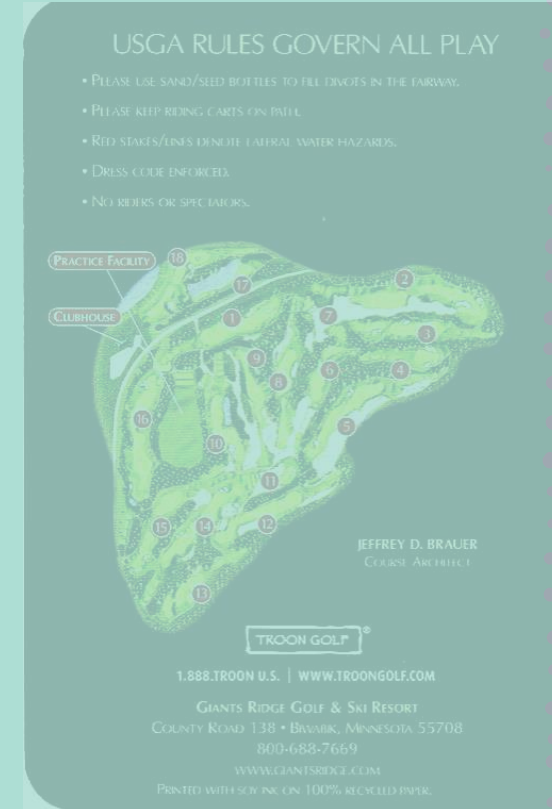 USGA RULES GOVERN ALL PLAY
• PLEASE USE SAND/SEED BOTTLES TO FILL DIVOTS IN THE FAIRWAY.
• PLEASE KEEP RIDING CARTS ON PATH.
• RED STAKES/LINES DENOTE LATERAL WATER HAZARDS.
• DRESS CODE ENFORCED.
• NO RIDERS OR SPECTATORS.
PRACTICE FACILITY
18
17
2
CLUBHOUSE
1
7
3
9
6
4
8
16
5
10
11
15
14
12
13
JEFFREY D. BRAUER
COURSE ARCHITECT
TROON GOLF®
1.888.TROON U.S. | WWW.TROONGOLF.COM
GIANTS RIDGE GOLF & SKI RESORT
COUNTY ROAD 138 • BIWABIK, MINNESOTA 55708
800-688-7669
WWW.GIANTSRIDGE.COM
PRINTED WITH SOY INK ON 100% RECYCLED PAPER.